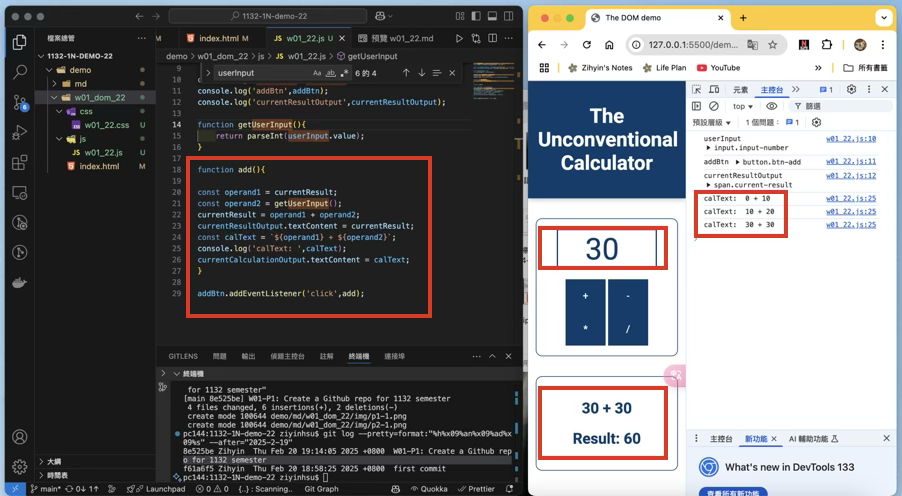 1132-1N-demo-22
檔案總管
1132-1N-DEMO-22
demo
md
w01_dom_22
css
w01_22.css U
js
w01_22.js U
index.html M
大綱
時間表
index.html M
w01_22.js U
預覽 w01_22.md
demo > w01_dom_22 > js > w01_22.js > getUserInput
userInput
Aa ab 6 的 4
9
10
11 console.log('addBtn',addBtn);
12 console.log('currentResultOutput',currentResultOutput);
13
14 function getUserInput(){
15 return parseInt(userInput.value);
16 }
17
18 function add(){
19
20 const operand1 = currentResult;
21 const operand2 = getUserInput();
22 currentResult = operand1 + operand2;
23 currentResultOutput.textContent = currentResult;
24 const calText = `${operand1} + ${operand2}`;
25 console.log('calText: ',calText);
26 currentCalculationOutput.textContent = calText;
27 }
28
29 addBtn.addEventListener('click',add);
GITLENS 問題 輸出 偵錯主控台 註解 終端機 連接埠
終端機
for 1132 semester"
[main 8e525be] W01-P1: Create a Github repo for 1132 semester
4 files changed, 6 insertions(+), 2 deletions(-)
create mode 100644 demo/md/w01_dom_22/img/p1-1.png
create mode 100644 demo/md/w01_dom_22/img/p2-1.png
pc144:1132-1N-demo-22 ziyinhsu$ git log --pretty=format:"%h%x09%an%x09%ad%x
09%s" --after="2025-2-19"
8e525be Zihyin Thu Feb 20 19:14:05 2025 +0800 W01-P1: Create a Github rep
o for 1132 semester
f61a6f5 Zihyin Thu Feb 20 18:58:25 2025 +0800 first commit
pc144:1132-1N-demo-22 ziyinhsu$
main* 0↓ 1↑ Launchpad 0 0 {..}: Scanning.. Git Graph Quokka Prettier
The DOM demo
127.0.0.1:5500/dem...
Zihyin's Notes Life Plan YouTube 所有書籤
The
Unconventional
Calculator
30
+ -
* /
30 + 30
Result: 60
元素 主控台 1
top 篩選
預設層級 1 個問題： 1
userInput w01_22.js:10
input.input-number
addBtn button.btn-add w01_22.js:11
currentResultOutput w01_22.js:12
span.current-result
calText: 0 + 10 w01_22.js:25
calText: 10 + 20 w01_22.js:25
calText: 30 + 30 w01_22.js:25
主控台 新功能 AI 輔助功能
What's new in DevTools 133
查看所有新功能